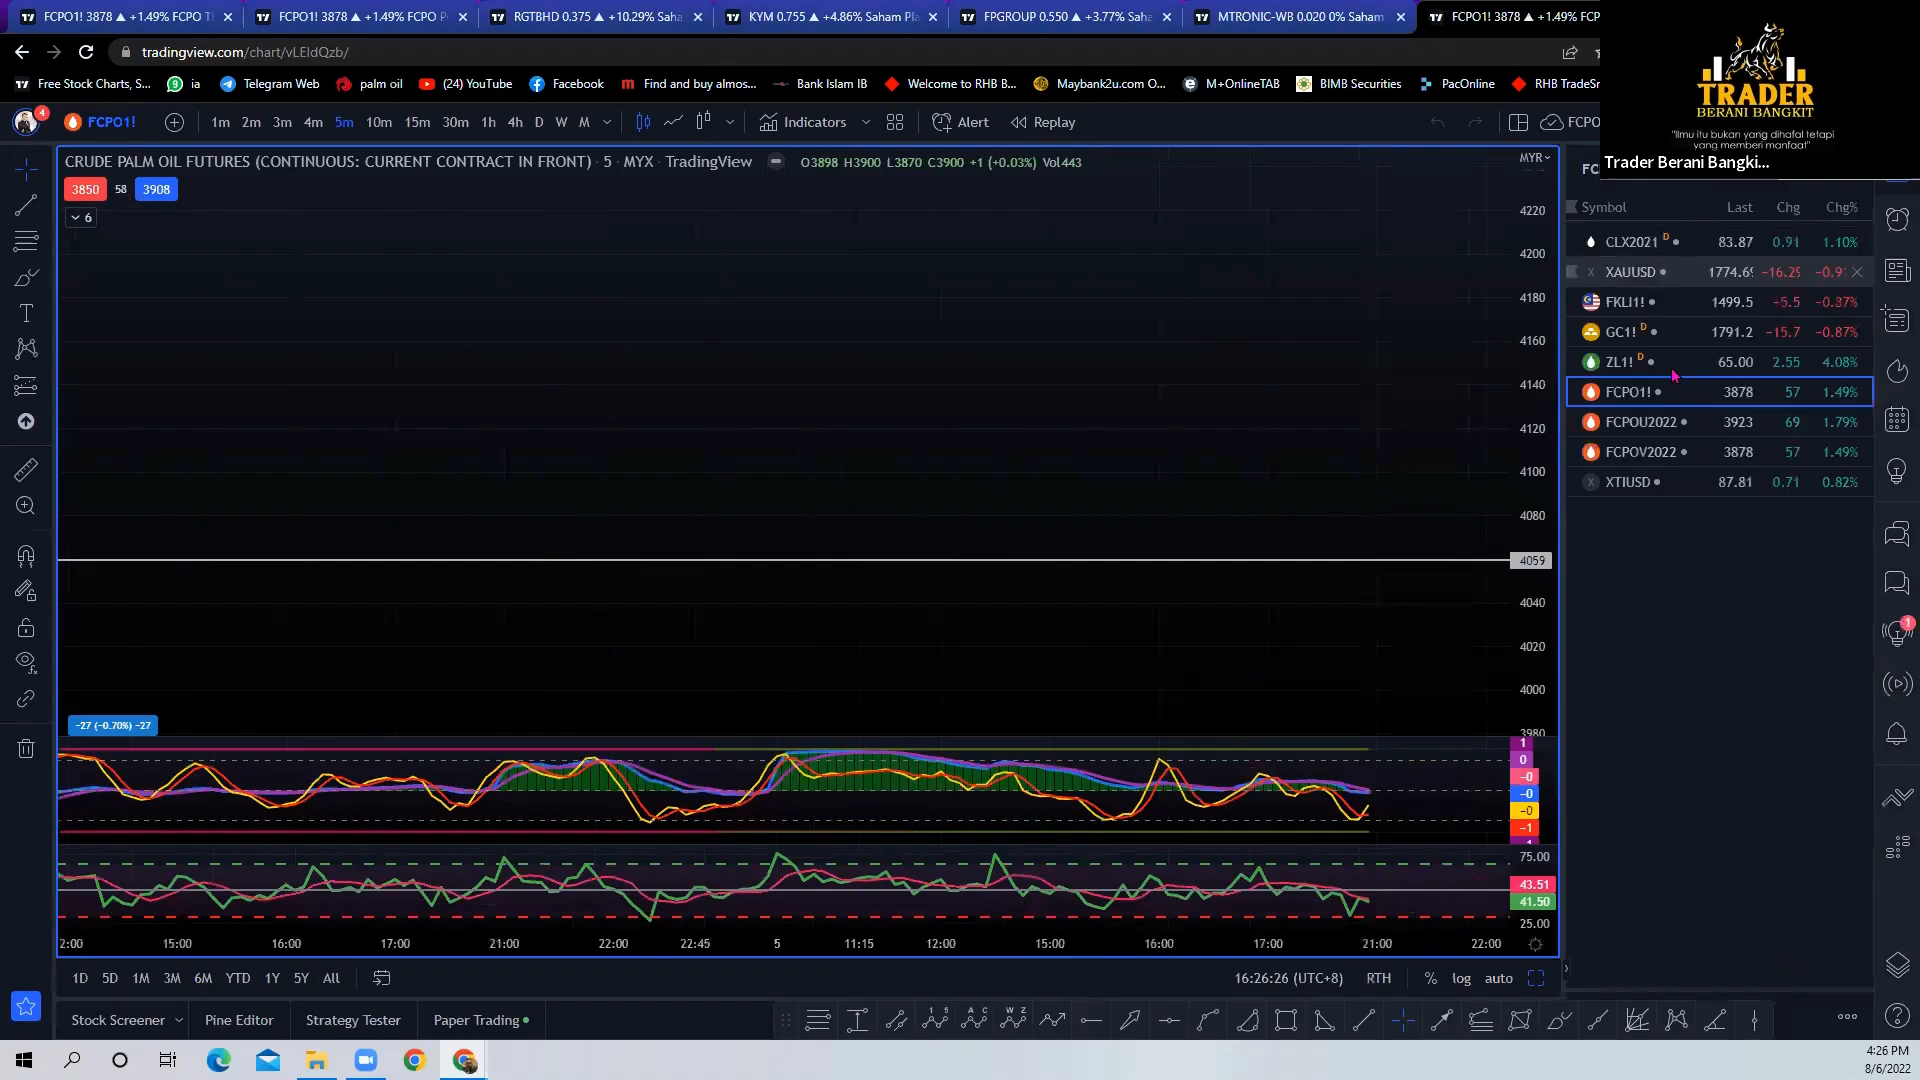 FCPO1! 3878 ▲ +1.49% FCPO T
FCPO1! 3878 ▲ +1.49% FCPO P
RGTBHD 0.375 ▲ +10.29% Saha
KYM 0.755 ▲ +4.86% Saham Pla
FPGROUP 0.550 ▲ +3.77% Saha
MTRONIC-WB 0.020 0% Saham
FCPO1! 3878 ▲ +1.49% FCP
tradingview.com/chart/vLEIdQzb/
Free Stock Charts, S...
ia
Telegram Web
palm oil
(24) YouTube
Facebook
Find and buy almos...
Bank Islam IB
Welcome to RHB B...
Maybank2u.com O...
M+OnlineTAB
BIMB Securities
PacOnline
RHB TradeSr
TRADER
BERANI BANGKIT
"Ilmu itu bukan yang dihafal tetapi
yang memberi manfaat"
Trader Berani Bangki...
4
FCPO1!
1m 2m 3m 4m 5m 10m 15m 30m 1h 4h D W M
Indicators
Alert
Replay
FCPO
CRUDE PALM OIL FUTURES (CONTINUOUS: CURRENT CONTRACT IN FRONT) · 5 · MYX · TradingView
O3898 H3900 L3870 C3900 +1 (+0.03%) Vol443
MYR
FC
3850 58 3908
6
Symbol Last Chg Chg%
CLX2021 D 83.87 0.91 1.10%
XAUUSD 1774.69 −16.29 −0.9
FKLI1! 1499.5 −5.5 −0.37%
GC1! D 1791.2 −15.7 −0.87%
ZL1! D 65.00 2.55 4.08%
FCPO1! 3878 57 1.49%
FCPOU2022 3923 69 1.79%
FCPOV2022 3878 57 1.49%
XTIUSD 87.81 0.71 0.82%
4220
4200
4180
4160
4140
4120
4100
4080
4059
4040
4020
4000
3980
−27 (−0.70%) −27
1
0
−0
−0
−0
−1
75.00
43.51
41.50
25.00
1
2:00 15:00 16:00 17:00 21:00 22:00 22:45 5 11:15 12:00 15:00 16:00 17:00 21:00 22:00
1D 5D 1M 3M 6M YTD 1Y 5Y All
16:26:26 (UTC+8) RTH % log auto
Stock Screener
Pine Editor
Strategy Tester
Paper Trading
4:26 PM
8/6/2022